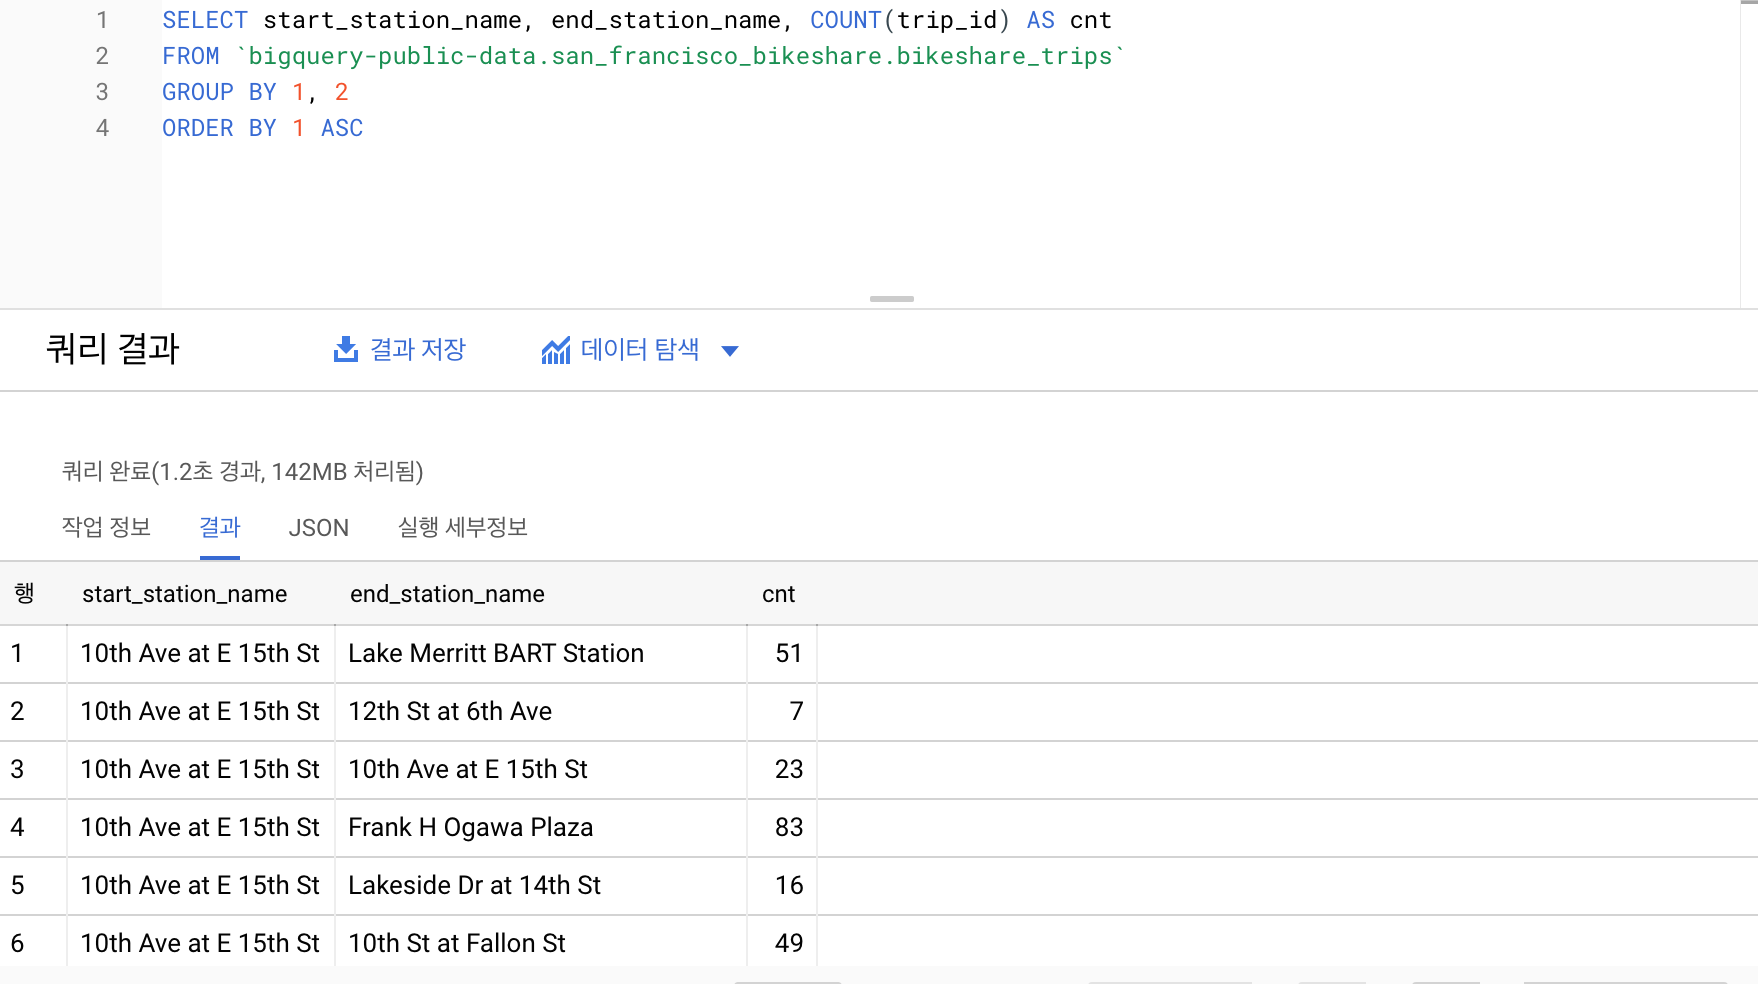 1 SELECT start_station_name, end_station_name, COUNT(trip_id) AS cnt
2 FROM `bigquery-public-data.san_francisco_bikeshare.bikeshare_trips`
3 GROUP BY 1, 2
4 ORDER BY 1 ASC
쿼리 결과 결과 저장 데이터 탐색
쿼리 완료(1.2초 경과, 142MB 처리됨)
작업 정보 결과 JSON 실행 세부정보
행 start_station_name end_station_name cnt
1 10th Ave at E 15th St Lake Merritt BART Station 51
2 10th Ave at E 15th St 12th St at 6th Ave 7
3 10th Ave at E 15th St 10th Ave at E 15th St 23
4 10th Ave at E 15th St Frank H Ogawa Plaza 83
5 10th Ave at E 15th St Lakeside Dr at 14th St 16
6 10th Ave at E 15th St 10th St at Fallon St 49